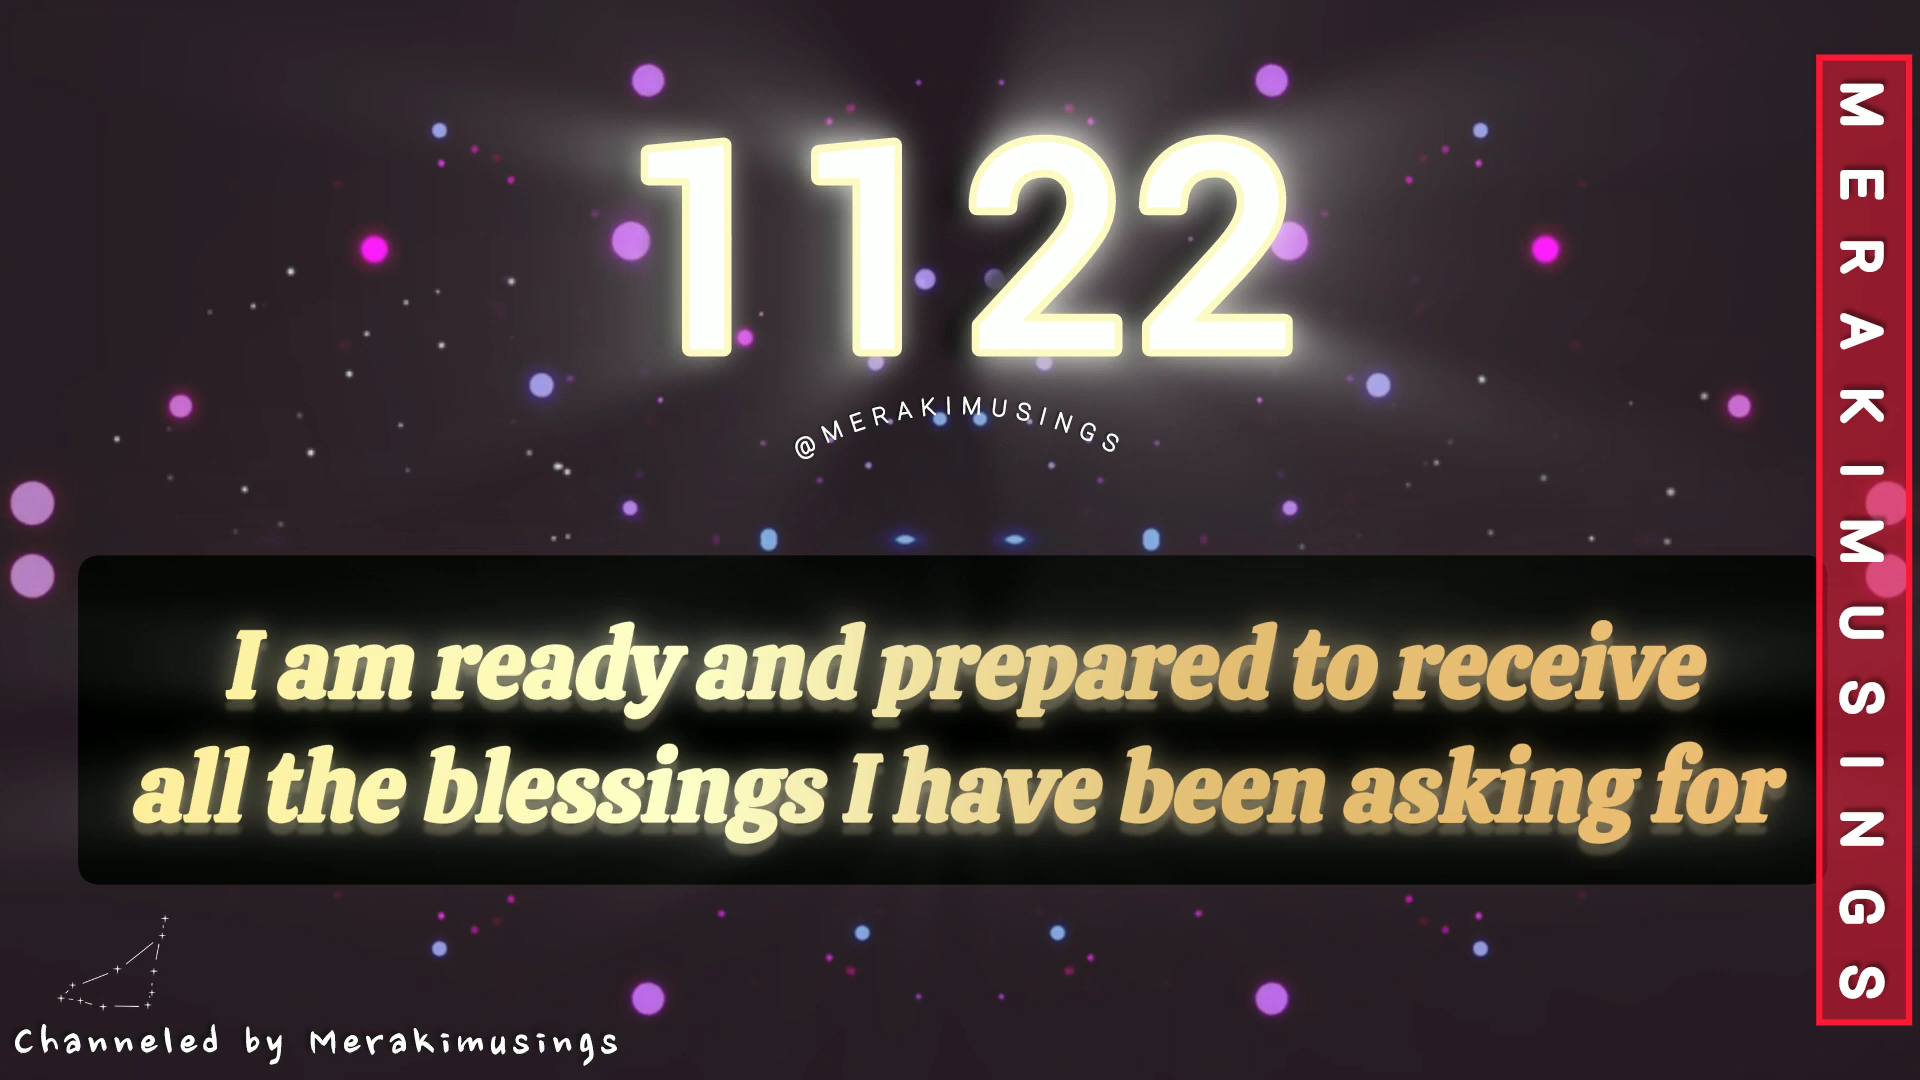 1122
@MERAKIMUSINGS
I am ready and prepared to receive
all the blessings I have been asking for
Channeled by Merakimusings
MERAKIMUSINGS